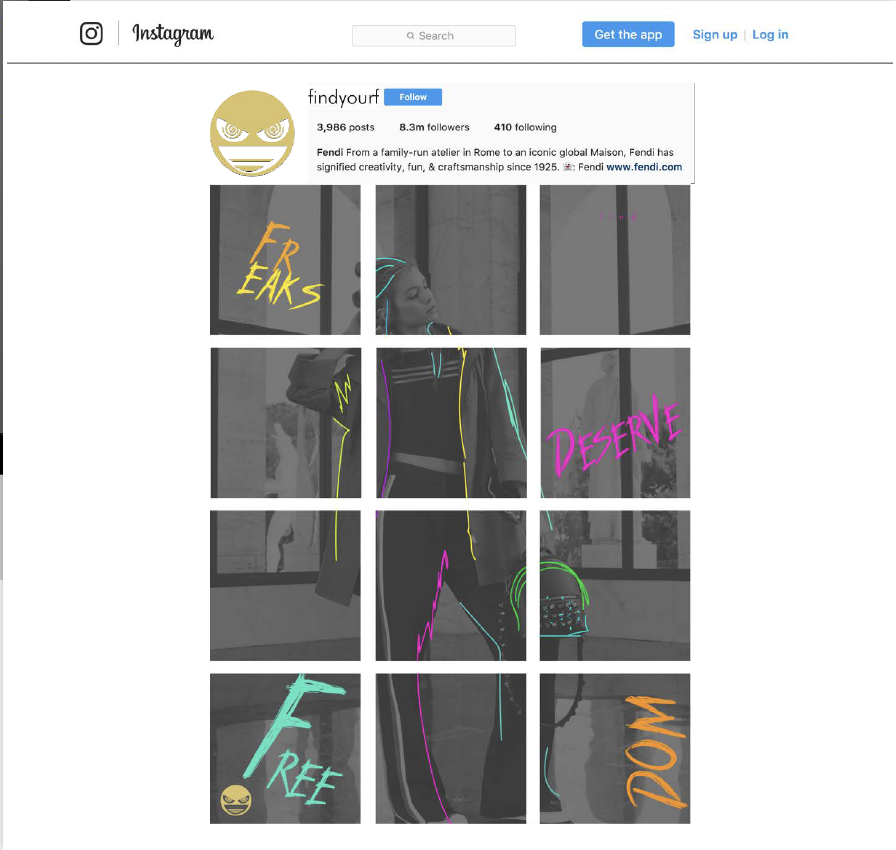 Instagram
Search
Get the app
Sign up | Log in
findyourf
Follow
3,986 posts 8.3m followers 410 following
Fendi From a family-run atelier in Rome to an iconic global Maison, Fendi has
signified creativity, fun, & craftsmanship since 1925. : Fendi www.fendi.com
FR
EAKS
DESERVE
FREE
DOM